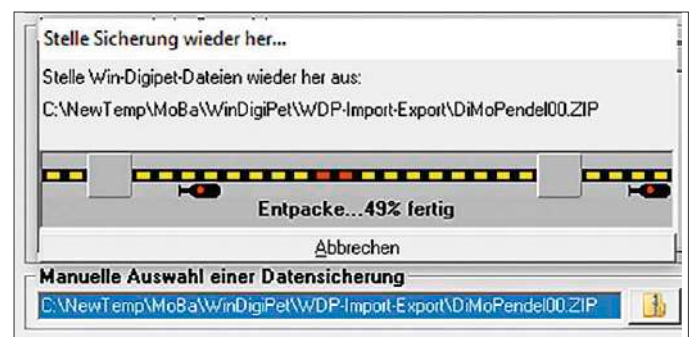 Stelle Sicherung wieder her...
Stelle Win-Digipet-Dateien wieder her aus:
C:\NewTemp\MoBa\WinDigiPet\WDP-Import-Export\DiMoPendel00.ZIP
Entpacke...49% fertig
Abbrechen
Manuelle Auswahl einer Datensicherung
C:\NewTemp\MoBa\WinDigiPet\WDP-Import-Export\DiMoPendel00.ZIP